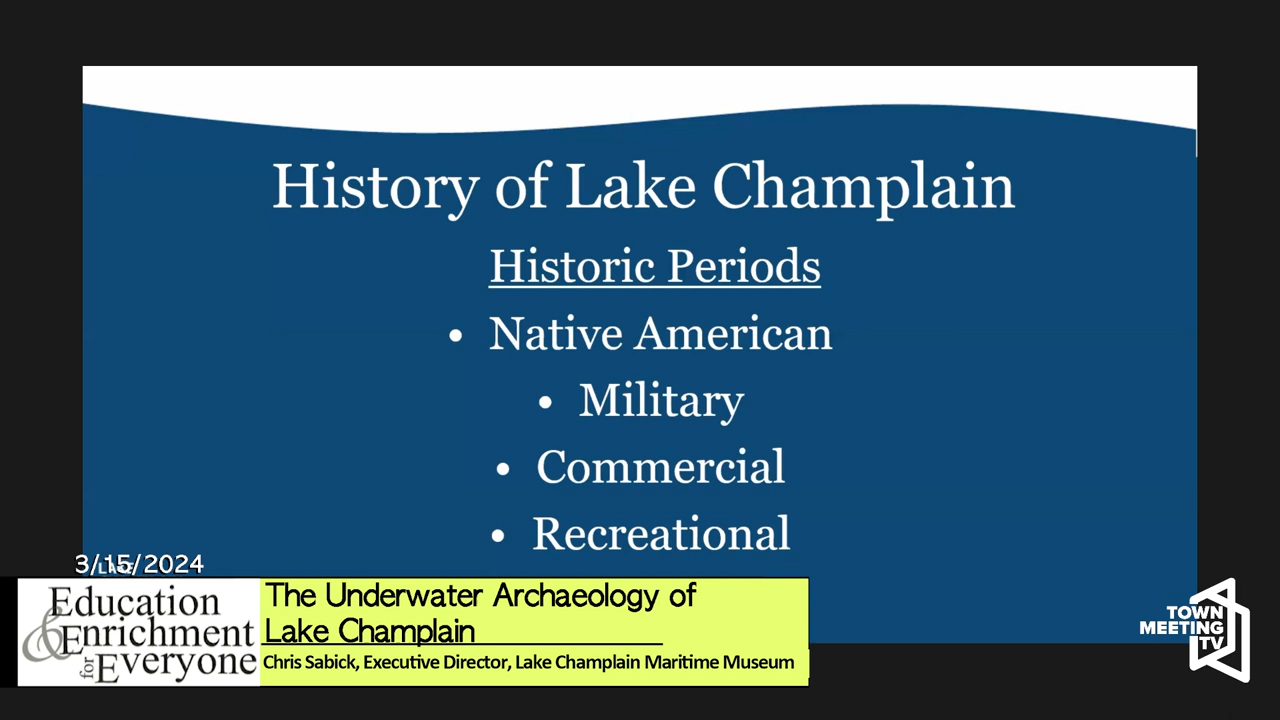 History of Lake Champlain
Historic Periods
• Native American
• Military
• Commercial
• Recreational
3/15/2024
LAKE
Education
& Enrichment
for Everyone
The Underwater Archaeology of
Lake Champlain
Chris Sabick, Executive Director, Lake Champlain Maritime Museum
TOWN
MEETING
TV